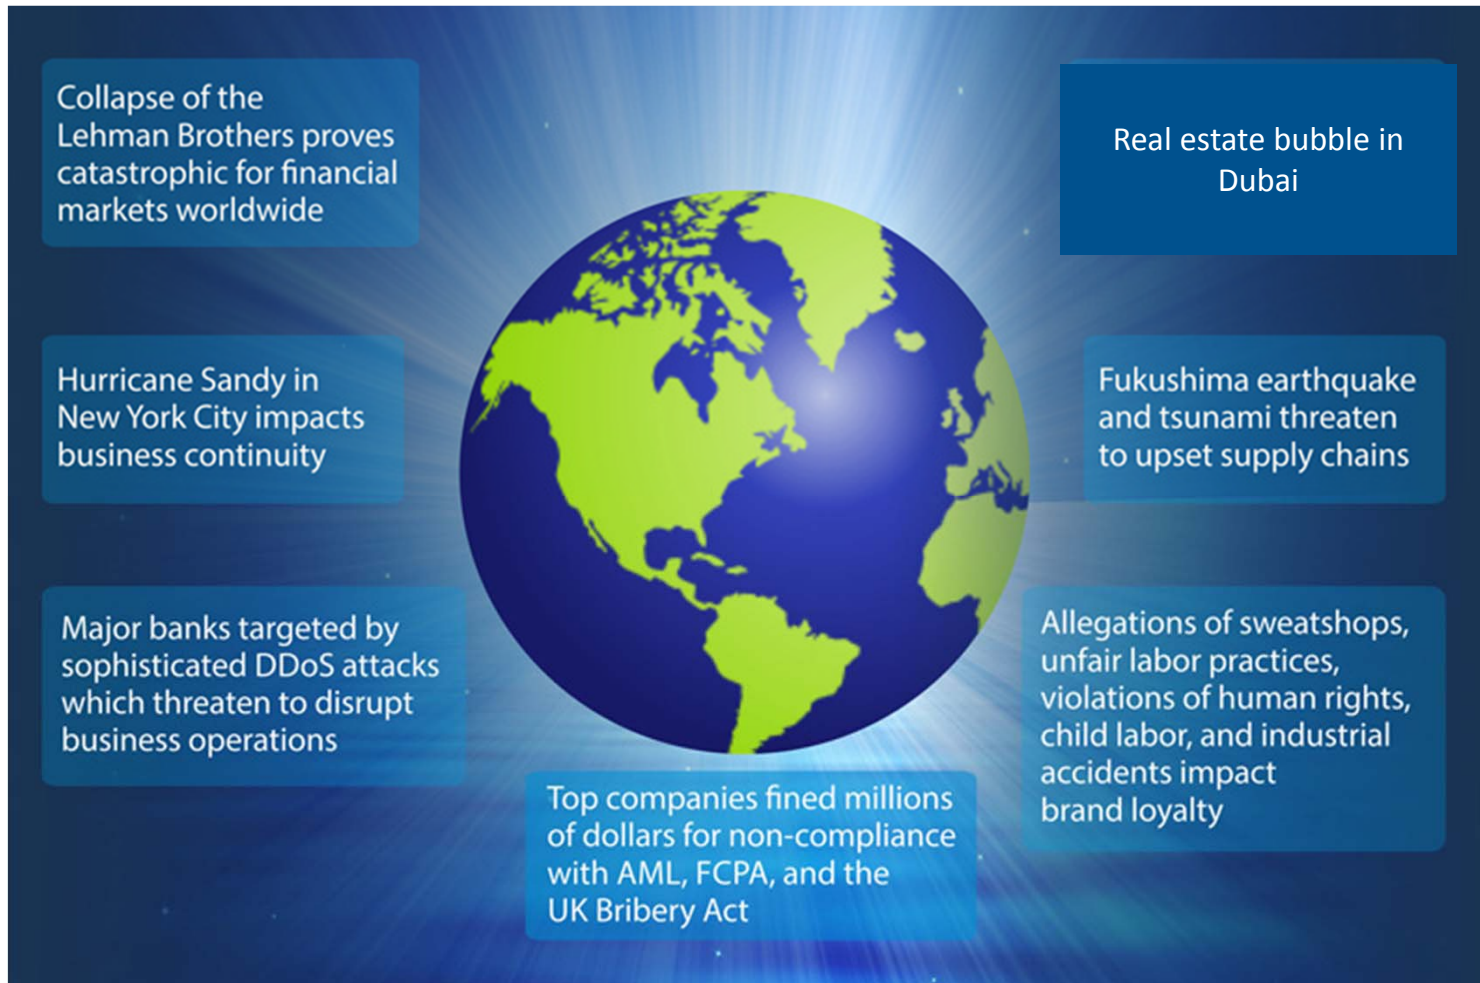 Collapse of the
Lehman Brothers proves
catastrophic for financial
markets worldwide
Real estate bubble in
Dubai
Hurricane Sandy in
New York City impacts
business continuity
Fukushima earthquake
and tsunami threaten
to upset supply chains
Major banks targeted by
sophisticated DDoS attacks
which threaten to disrupt
business operations
Allegations of sweatshops,
unfair labor practices,
violations of human rights,
child labor, and industrial
accidents impact
brand loyalty
Top companies fined millions
of dollars for non-compliance
with AML, FCPA, and the
UK Bribery Act